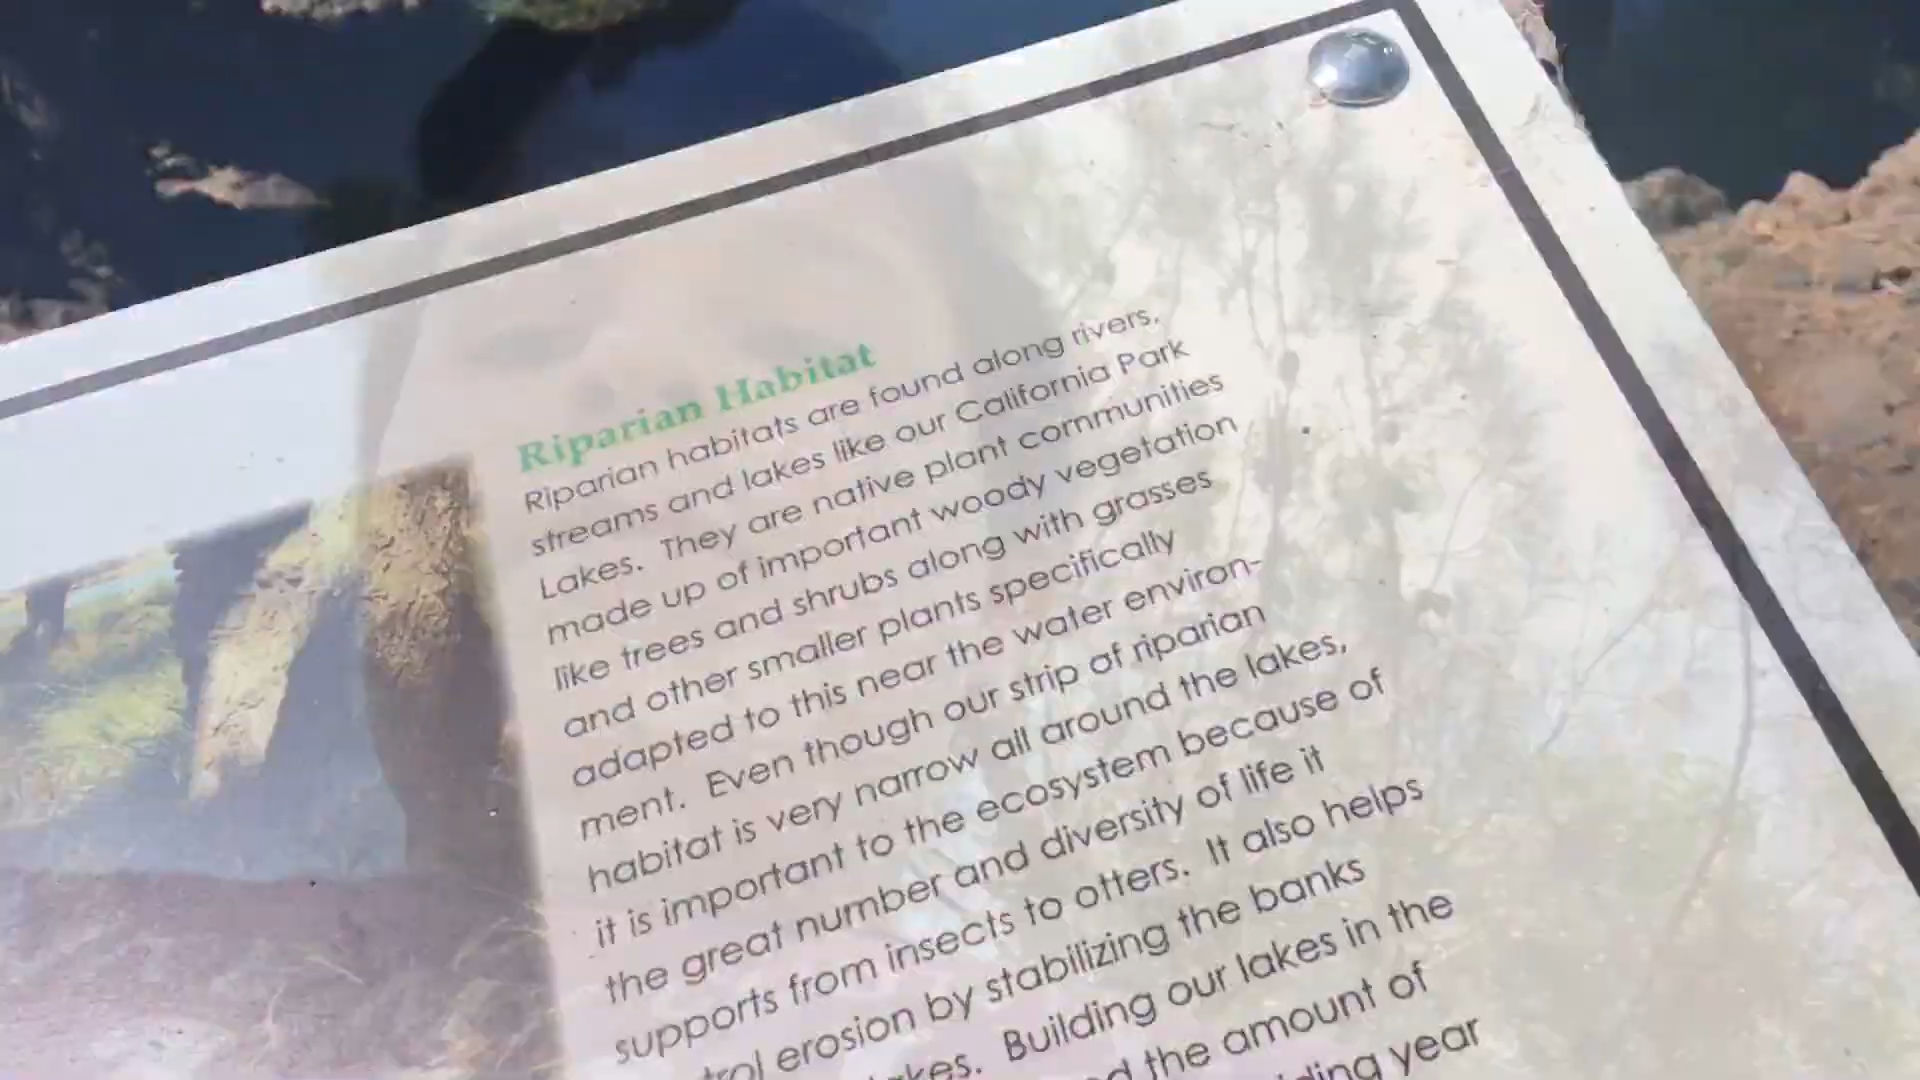 Riparian Habitat
Riparian habitats are found along rivers,
streams and lakes like our California Park
Lakes. They are native plant communities
made up of important woody vegetation
like trees and shrubs along with grasses
and other smaller plants specifically
adapted to this near the water environ-
ment. Even though our strip of riparian
habitat is very narrow all around the lakes,
it is important to the ecosystem because of
the great number and diversity of life it
supports from insects to otters. It also helps
erosion by stabilizing the banks
Building our lakes in the
the amount of
year